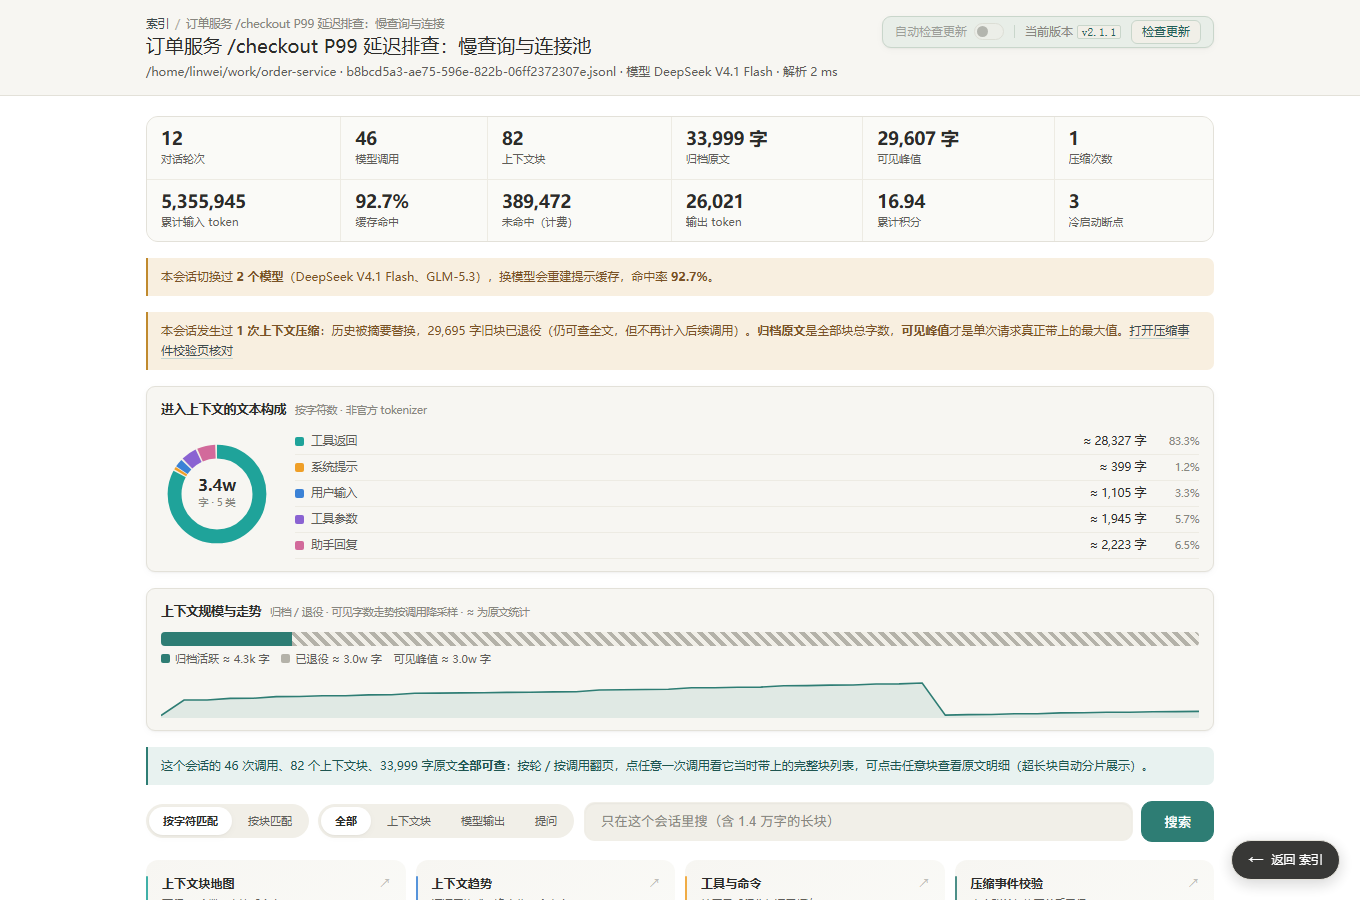 索引 / 订单服务 /checkout P99 延迟排查：慢查询与连接
订单服务 /checkout P99 延迟排查：慢查询与连接池
/home/linwei/work/order-service · b8bcd5a3-ae75-596e-822b-06ff2372307e.jsonl · 模型 DeepSeek V4.1 Flash · 解析 2 ms
自动检查更新 当前版本 v2.1.1 检查更新
12 46 82 33,999 字 29,607 字 1
对话轮次 模型调用 上下文块 归档原文 可见峰值 压缩次数
5,355,945 92.7% 389,472 26,021 16.94 3
累计输入 token 缓存命中 未命中（计费） 输出 token 累计积分 冷启动断点
本会话切换过 2 个模型（DeepSeek V4.1 Flash、GLM-5.3），换模型会重建提示缓存，命中率 92.7%。
本会话发生过 1 次上下文压缩：历史被摘要替换，29,695 字旧块已退役（仍可查全文，但不再计入后续调用）。归档原文是全部块总字数，可见峰值才是单次请求真正带上的最大值。打开压缩事
件校验页核对
进入上下文的文本构成 按字符数 · 非官方 tokenizer
3.4w
字 · 5 类
工具返回 ≈ 28,327 字 83.3%
系统提示 ≈ 399 字 1.2%
用户输入 ≈ 1,105 字 3.3%
工具参数 ≈ 1,945 字 5.7%
助手回复 ≈ 2,223 字 6.5%
上下文规模与走势 归档 / 退役 · 可见字数走势按调用降采样 · ≈ 为原文统计
归档活跃 ≈ 4.3k 字 已退役 ≈ 3.0w 字 可见峰值 ≈ 3.0w 字
这个会话的 46 次调用、82 个上下文块、33,999 字原文全部可查：按轮 / 按调用翻页，点任意一次调用看它当时带上的完整块列表，可点击任意块查看原文明细（超长块自动分片展示）。
按字符匹配 按块匹配 全部 上下文块 模型输出 提问 只在这个会话里搜（含 1.4 万字的长块） 搜索
← 返回 索引
上下文块地图 ↗ 上下文趋势 ↗ 工具与命令 ↗ 压缩事件校验 ↗